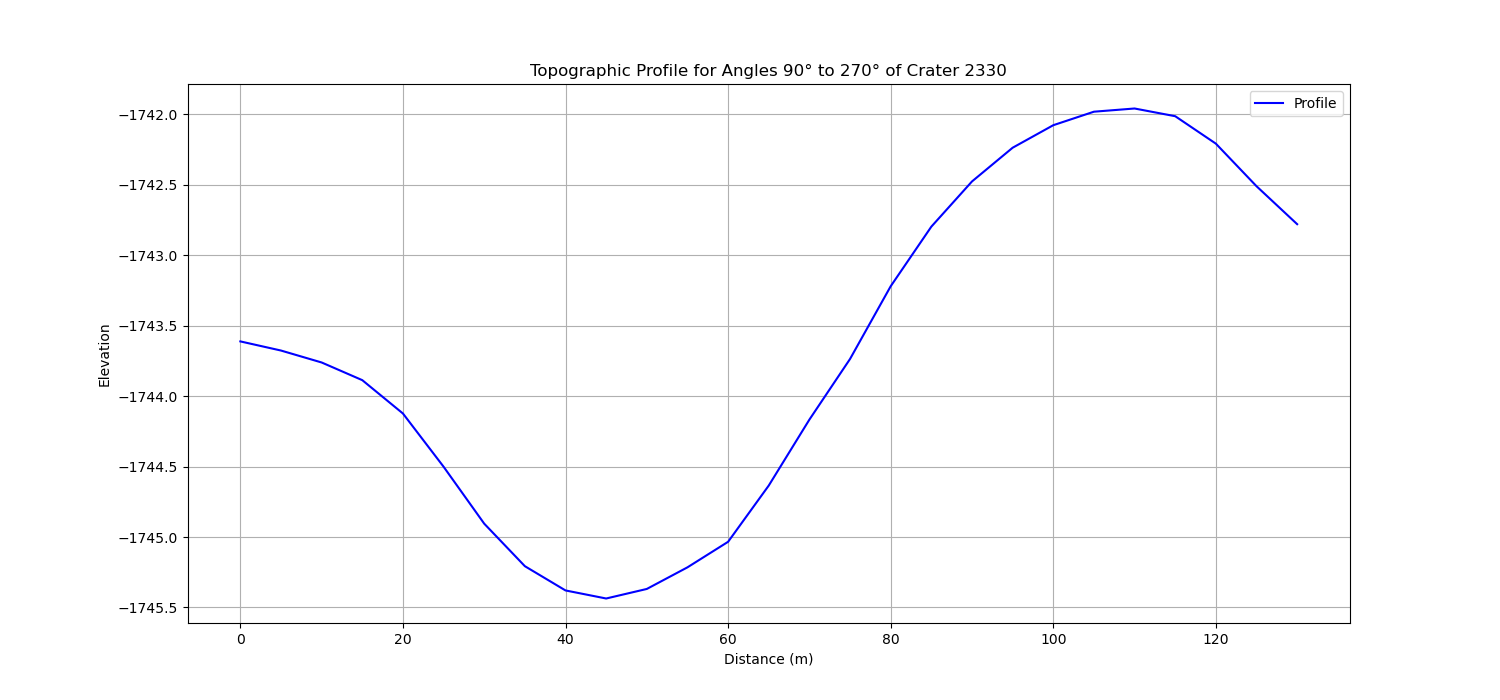 Topographic Profile for Angles 90° to 270° of Crater 2330
Profile
−1742.0
−1742.5
−1743.0
−1743.5
−1744.0
−1744.5
−1745.0
−1745.5
Elevation
0 20 40 60 80 100 120
Distance (m)